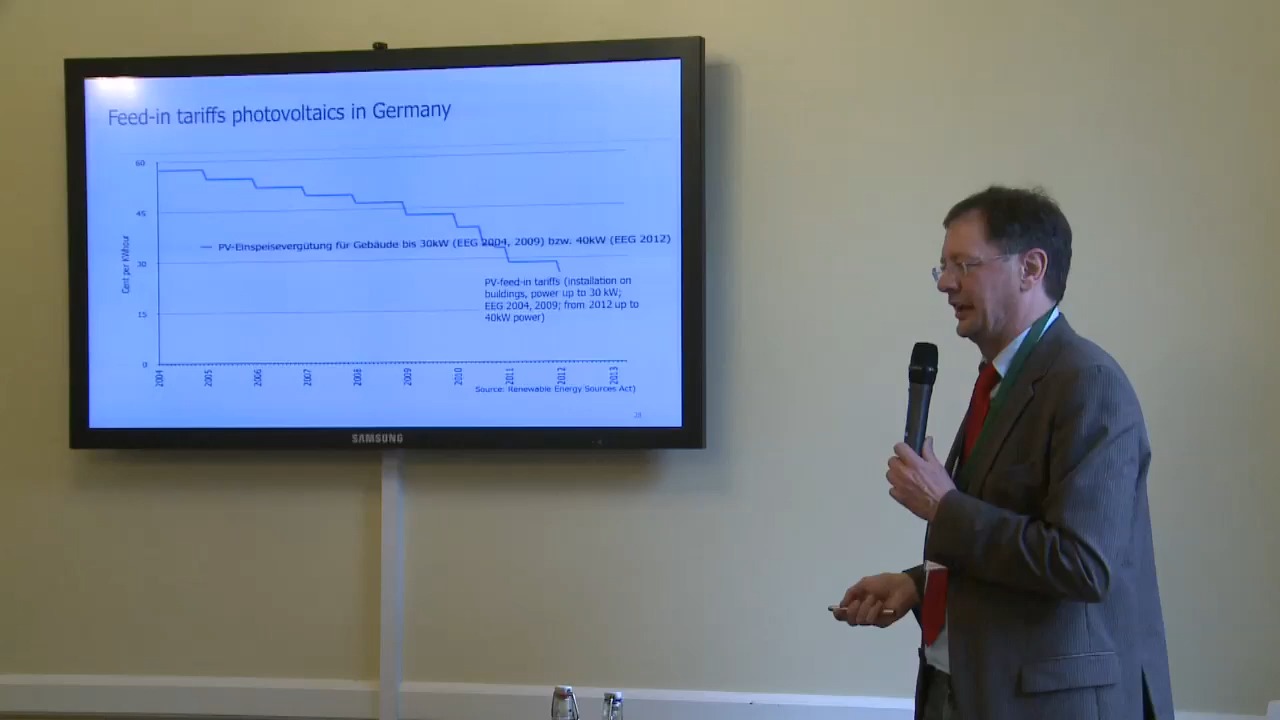 Feed-in tariffs photovoltaics in Germany
60
45
30
15
0
Cent per KWhour
PV-Einspeisevergütung für Gebäude bis 30kW (EEG 2004, 2009) bzw. 40kW (EEG 2012)
PV-feed-in tariffs (installation on
buildings, power up to 30 kW;
EEG 2004, 2009; from 2012 up to
40kW power)
2004
2005
2006
2007
2008
2009
2010
2011
2012
2013
Source: Renewable Energy Sources Act)
SAMSUNG